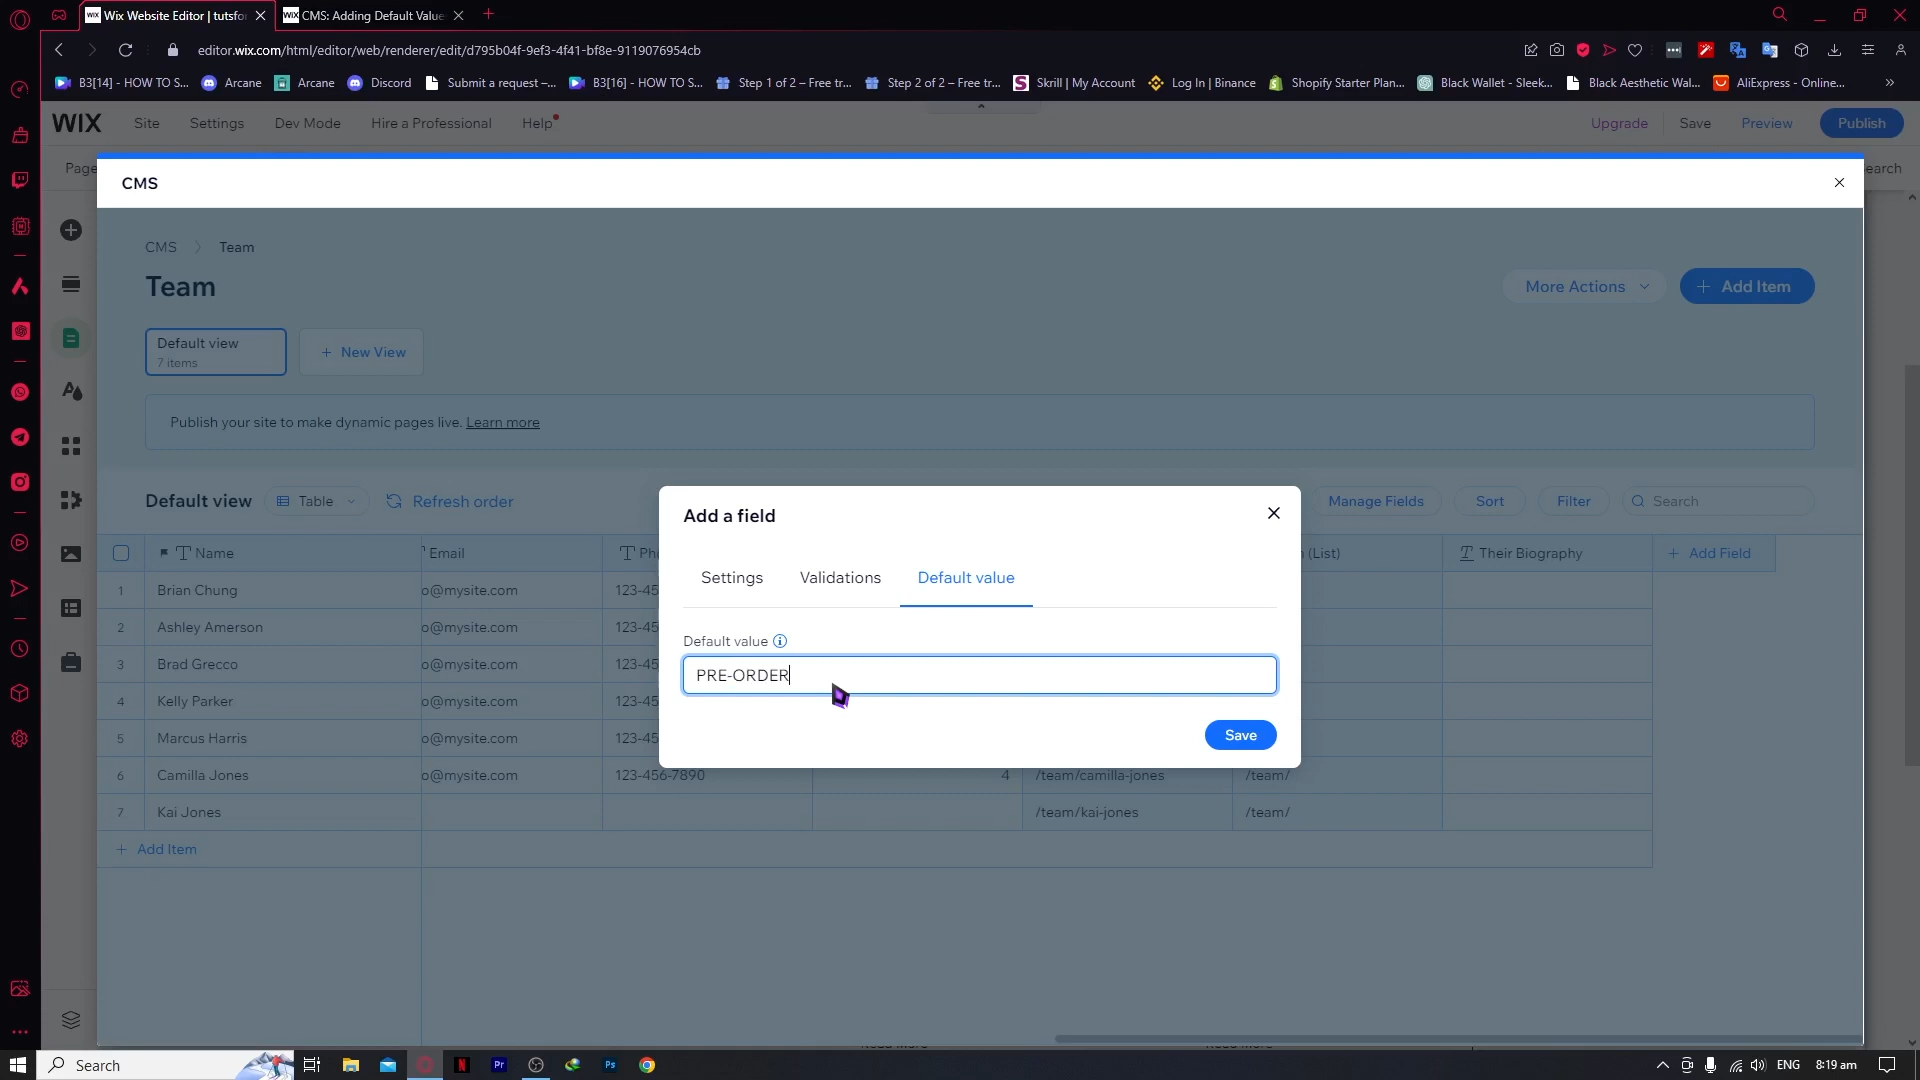 Wix Website Editor | tutsfor
CMS: Adding Default Value
editor.wix.com/html/editor/web/renderer/edit/d795b04f-9ef3-4f41-bf8e-9119076954cb
B3[14] - HOW TO S...
Arcane
Arcane
Discord
Submit a request –...
B3[16] - HOW TO S...
Step 1 of 2 – Free tr...
Step 2 of 2 – Free tr...
Skrill | My Account
Log In | Binance
Shopify Starter Plan...
Black Wallet - Sleek...
Black Aesthetic Wal...
AliExpress - Online...
WIX
Site
Settings
Dev Mode
Hire a Professional
Help
Upgrade
Save
Preview
Publish
Page
earch
CMS
CMS > Team
Team
More Actions
+ Add Item
Default view
7 items
+ New View
Publish your site to make dynamic pages live. Learn more
Default view
Table
Refresh order
Manage Fields
Sort
Filter
Search
Name
Email
Ph
(List)
Their Biography
+ Add Field
1 Brian Chung o@mysite.com 123-45
2 Ashley Amerson o@mysite.com 123-45
3 Brad Grecco o@mysite.com 123-45
4 Kelly Parker o@mysite.com 123-45
5 Marcus Harris o@mysite.com 123-45
6 Camilla Jones o@mysite.com 123-456-7890 4 /team/camilla-jones /team/
7 Kai Jones /team/kai-jones /team/
+ Add Item
Add a field
Settings
Validations
Default value
Default value
PRE-ORDER
Save
Search
Pr
Ps
ENG
8:19 am